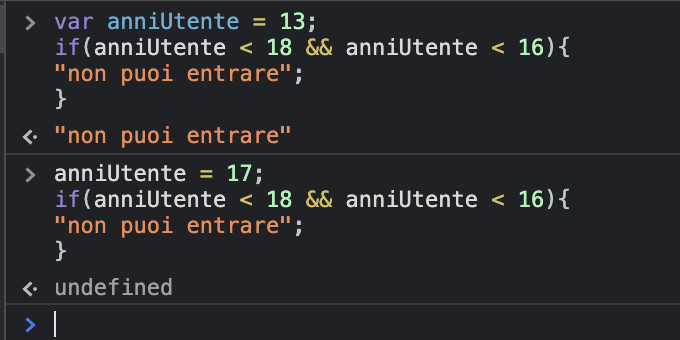 > var anniUtente = 13;
if(anniUtente < 18 && anniUtente < 16){
"non puoi entrare";
}
"non puoi entrare"
> anniUtente = 17;
if(anniUtente < 18 && anniUtente < 16){
"non puoi entrare";
}
undefined
>